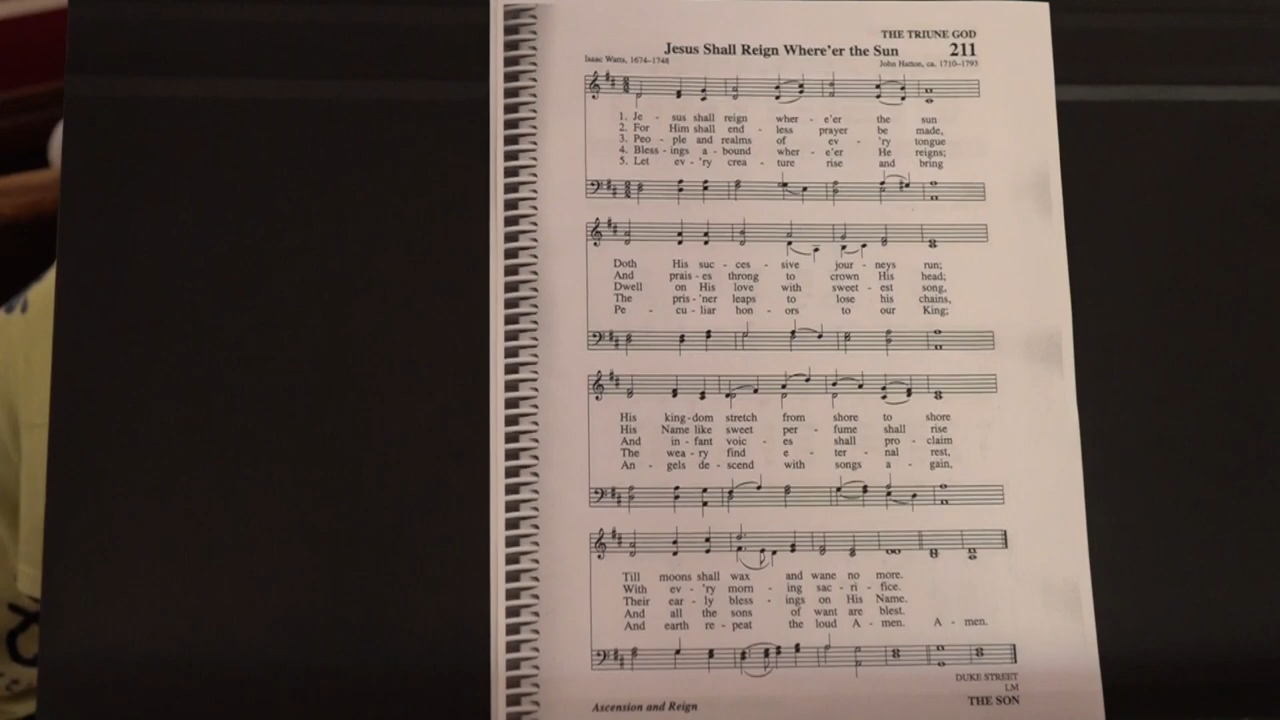 THE TRIUNE GOD
Jesus Shall Reign Where'er the Sun 211
Isaac Watts, 1674–1748 John Hatton, ca. 1710–1793
1. Je - sus shall reign wher - e'er the sun
2. For Him shall end - less prayer be made,
3. Peo - ple and realms of ev - 'ry tongue
4. Bless - ings a - bound wher - e'er He reigns;
5. Let ev - 'ry crea - ture rise and bring
Doth His suc - ces - sive jour - neys run;
And prais - es throng to crown His head;
Dwell on His love with sweet - est song,
The pris - 'ner leaps to lose his chains,
Pe - cu - liar hon - ors to our King;
His king - dom stretch from shore to shore
His Name like sweet per - fume shall rise
And in - fant voic - es shall pro - claim
The wea - ry find e - ter - nal rest,
An - gels de - scend with songs a - gain,
Till moons shall wax and wane no more.
With ev - 'ry morn - ing sac - ri - fice.
Their ear - ly bless - ings on His Name.
And all the sons of want are blest.
And earth re - peat the loud A - men. A - men.
DUKE STREET
LM
Ascension and Reign THE SON